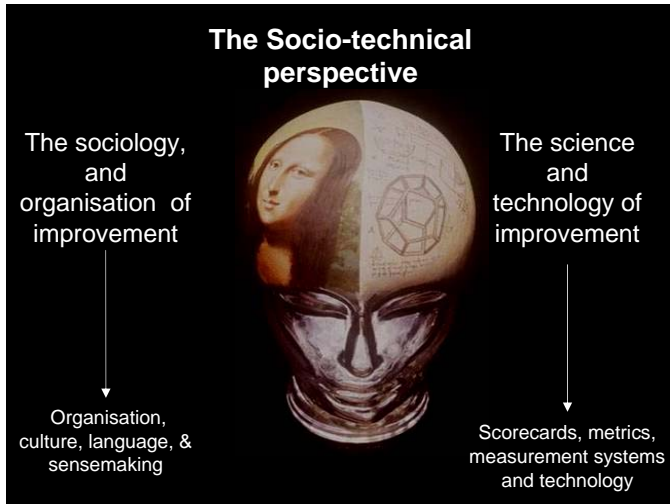 The Socio-technical
perspective
The sociology,
and
organisation of
improvement
The science
and
technology of
improvement
Organisation,
culture, language, &
sensemaking
Scorecards, metrics,
measurement systems
and technology